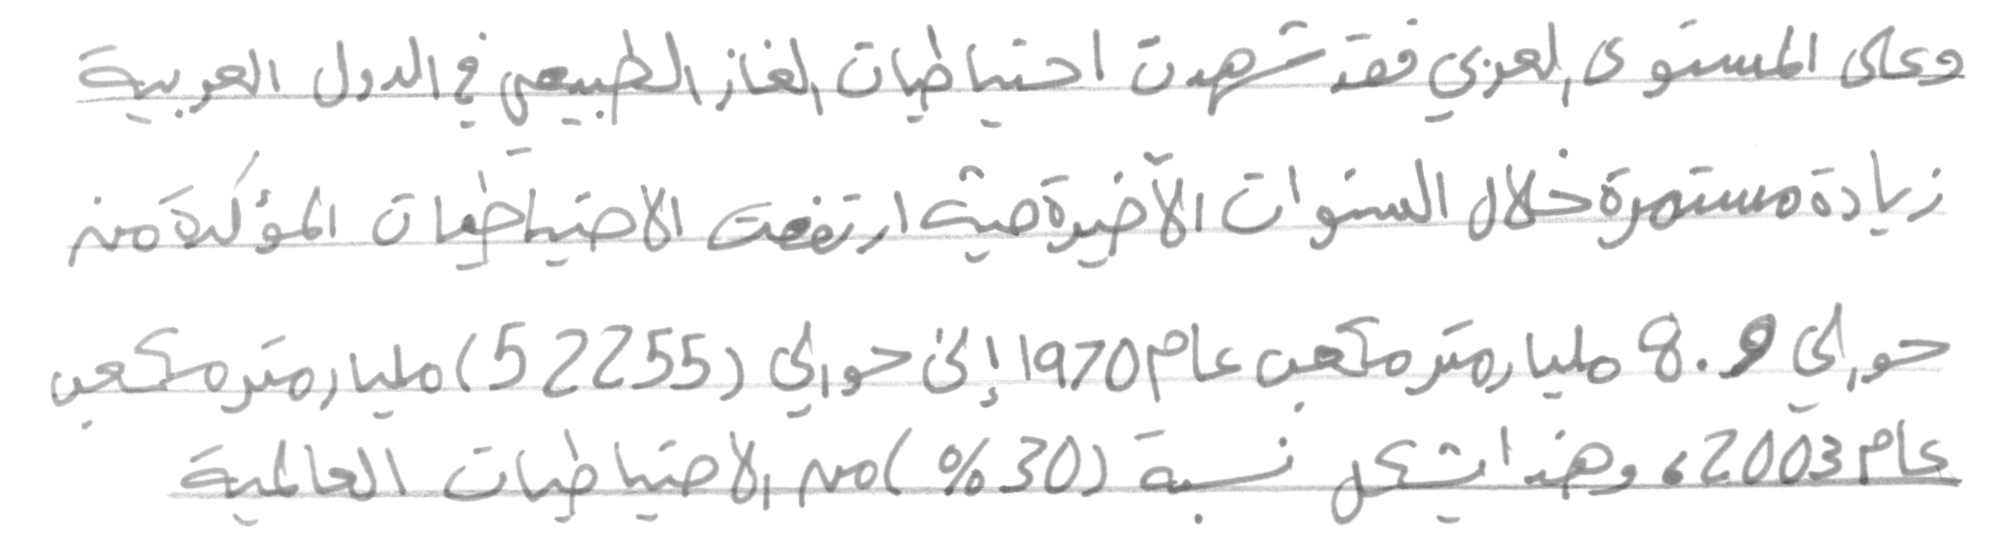 وعلى المستوى العربي فقد شهدت احتياطيات الغاز الطبيعي في الدول العربية
زيادة مستمرة خلال السنوات الأخيرة حيث ارتفعت الاحتياطيات المؤكدة من
حوالي 8.9 مليار متر مكعب عام 1970 إلى حوالي (52255) مليار متر مكعب
عام 2003، وهذا يشكل نسبة (30%) من الاحتياطيات العالمية